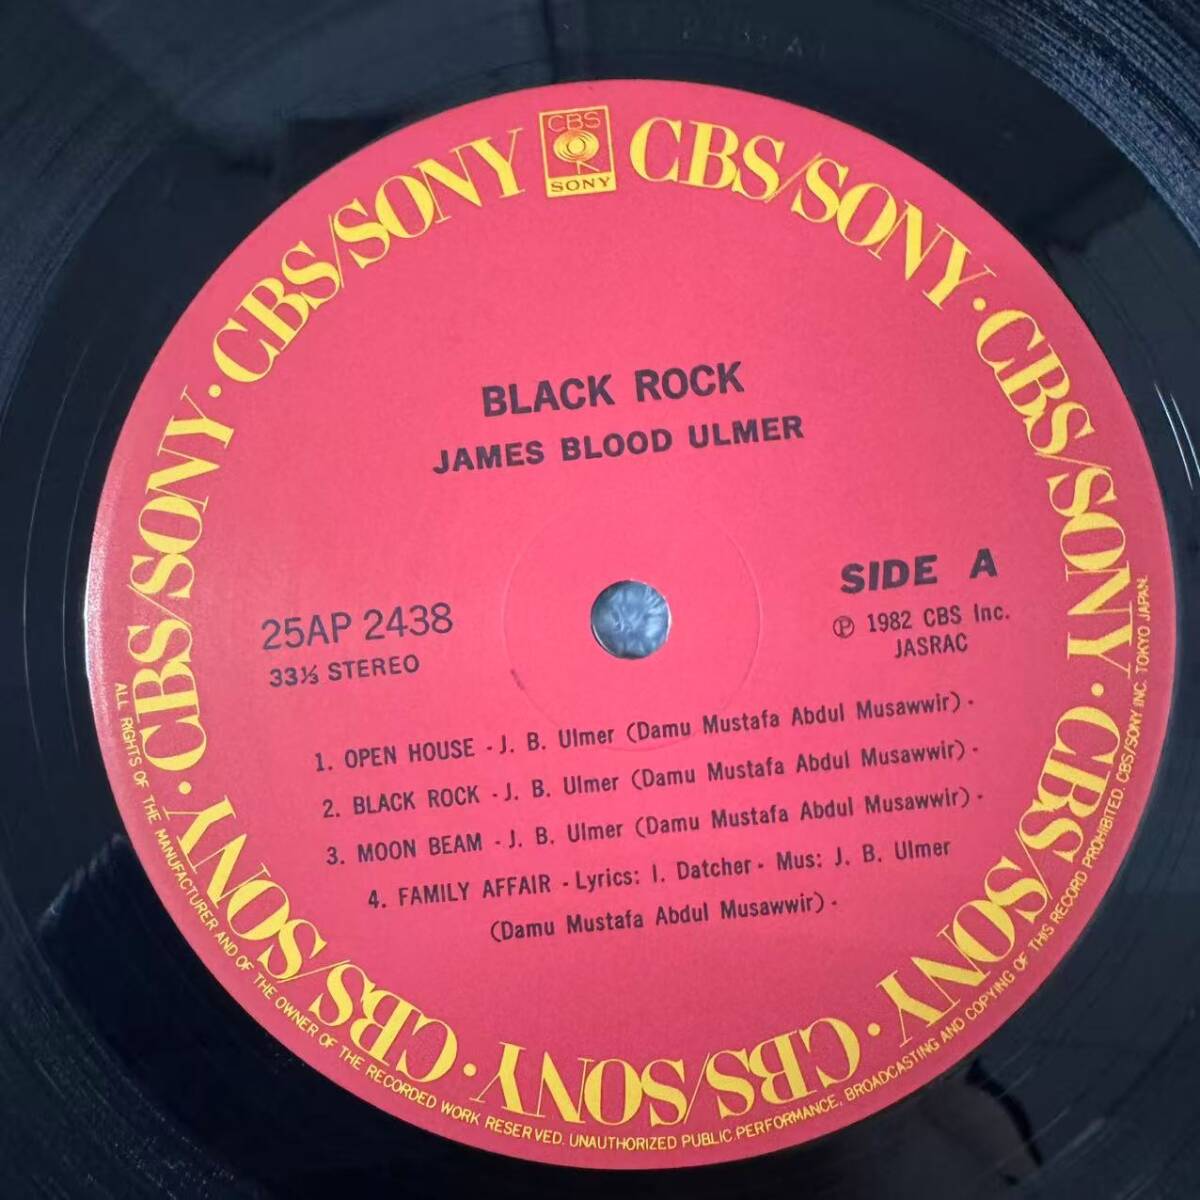 CBS
SONY
CBS/SONY · CBS/SONY · CBS/SONY · CBS/SONY · CBS/SONY · CBS/SONY · CBS/SONY · CBS/SONY
BLACK ROCK
JAMES BLOOD ULMER
SIDE A
℗ 1982 CBS Inc.
JASRAC
25AP 2438
33⅓ STEREO
1. OPEN HOUSE - J. B. Ulmer (Damu Mustafa Abdul Musawwir) -
2. BLACK ROCK - J. B. Ulmer (Damu Mustafa Abdul Musawwir) -
3. MOON BEAM - J. B. Ulmer (Damu Mustafa Abdul Musawwir) -
4. FAMILY AFFAIR - Lyrics: I. Datcher - Mus: J. B. Ulmer
(Damu Mustafa Abdul Musawwir) -
ALL RIGHTS OF THE MANUFACTURER AND OF THE OWNER OF THE RECORDED WORK RESERVED. UNAUTHORIZED PUBLIC PERFORMANCE, BROADCASTING AND COPYING OF THIS RECORD PROHIBITED. CBS/SONY INC. TOKYO JAPAN.